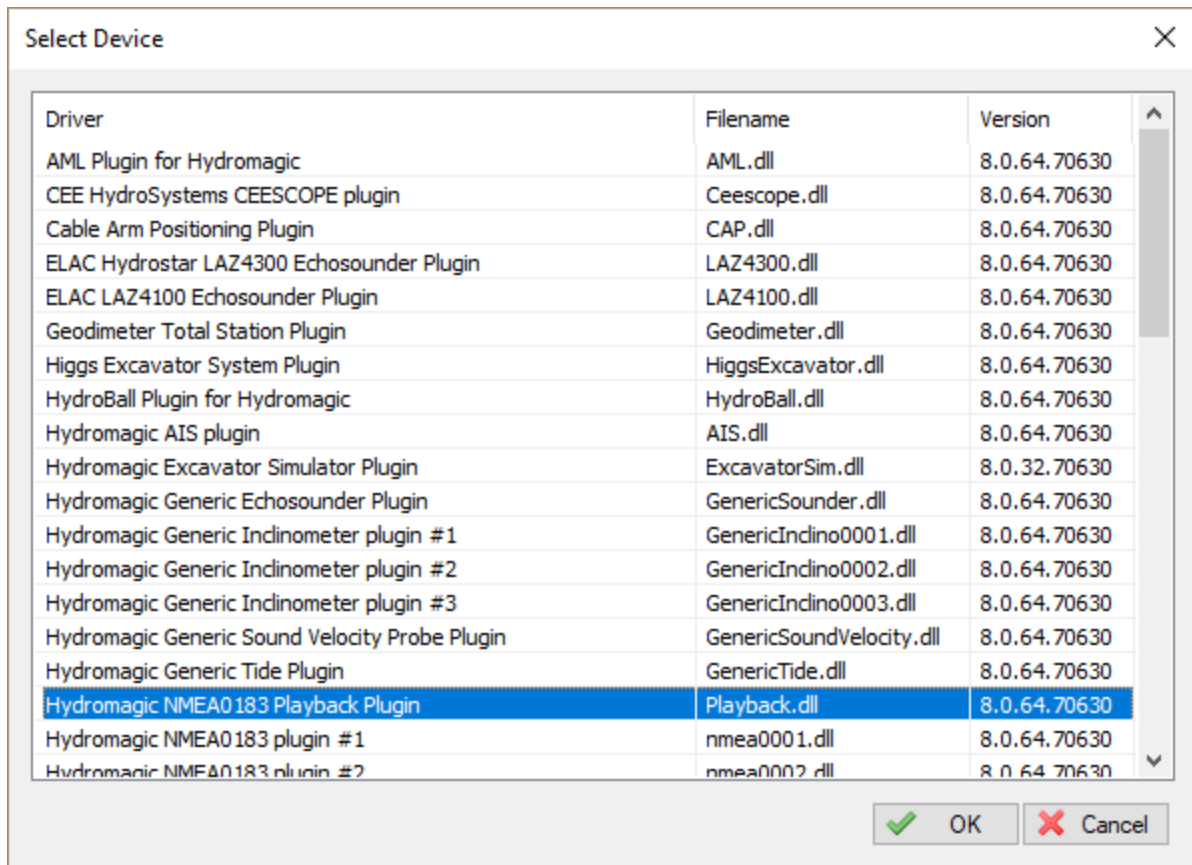 Select Device
Driver Filename Version
AML Plugin for Hydromagic AML.dll 8.0.64.70630
CEE HydroSystems CEESCOPE plugin Ceescope.dll 8.0.64.70630
Cable Arm Positioning Plugin CAP.dll 8.0.64.70630
ELAC Hydrostar LAZ4300 Echosounder Plugin LAZ4300.dll 8.0.64.70630
ELAC LAZ4100 Echosounder Plugin LAZ4100.dll 8.0.64.70630
Geodimeter Total Station Plugin Geodimeter.dll 8.0.64.70630
Higgs Excavator System Plugin HiggsExcavator.dll 8.0.64.70630
HydroBall Plugin for Hydromagic HydroBall.dll 8.0.64.70630
Hydromagic AIS plugin AIS.dll 8.0.64.70630
Hydromagic Excavator Simulator Plugin ExcavatorSim.dll 8.0.32.70630
Hydromagic Generic Echosounder Plugin GenericSounder.dll 8.0.64.70630
Hydromagic Generic Inclinometer plugin #1 GenericInclino0001.dll 8.0.64.70630
Hydromagic Generic Inclinometer plugin #2 GenericInclino0002.dll 8.0.64.70630
Hydromagic Generic Inclinometer plugin #3 GenericInclino0003.dll 8.0.64.70630
Hydromagic Generic Sound Velocity Probe Plugin GenericSoundVelocity.dll 8.0.64.70630
Hydromagic Generic Tide Plugin GenericTide.dll 8.0.64.70630
Hydromagic NMEA0183 Playback Plugin Playback.dll 8.0.64.70630
Hydromagic NMEA0183 plugin #1 nmea0001.dll 8.0.64.70630
Hydromagic NMEA0183 plugin #2 nmea0002.dll 8.0.64.70630
OK Cancel